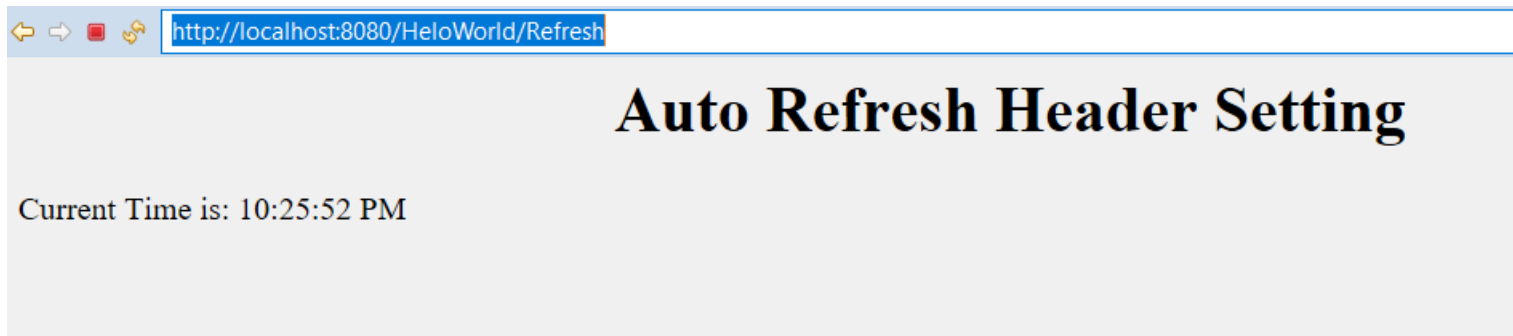 http://localhost:8080/HeloWorld/Refresh
Auto Refresh Header Setting
Current Time is: 10:25:52 PM